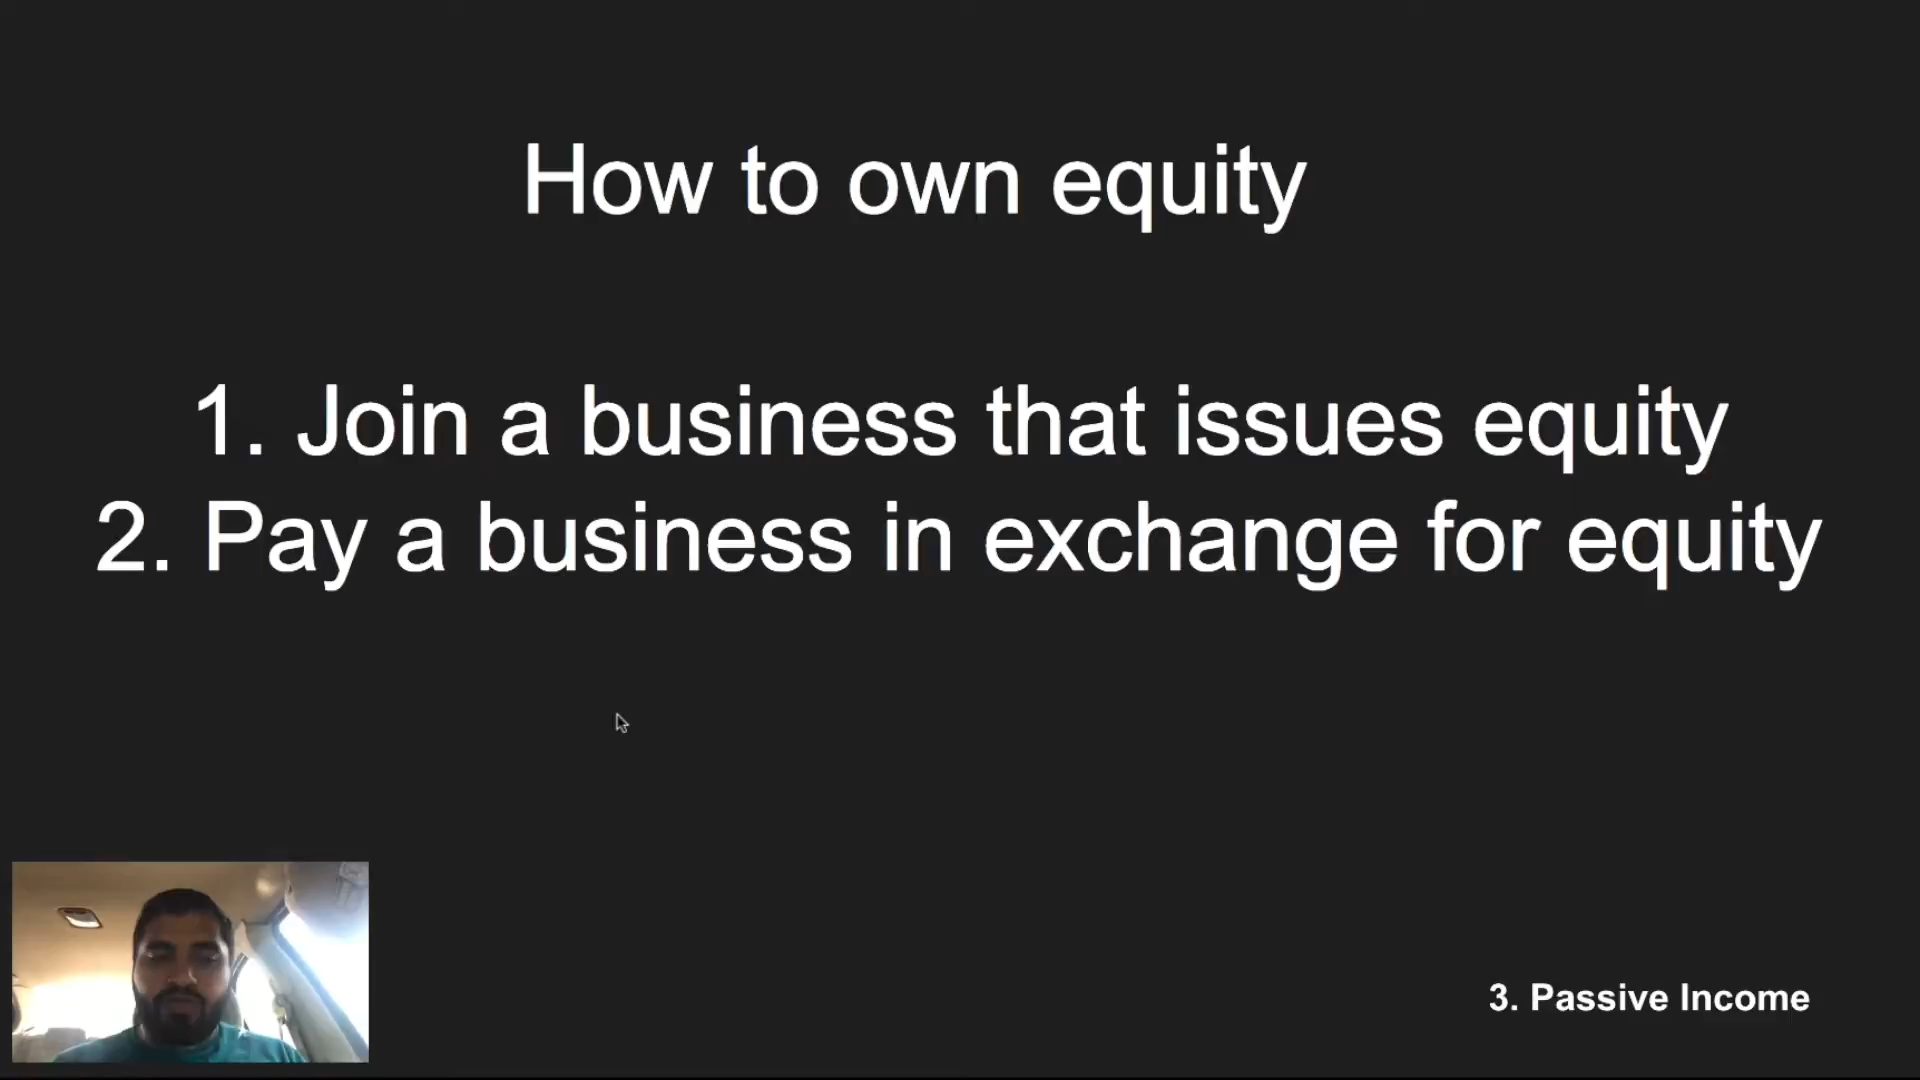 How to own equity
1. Join a business that issues equity
2. Pay a business in exchange for equity
3. Passive Income